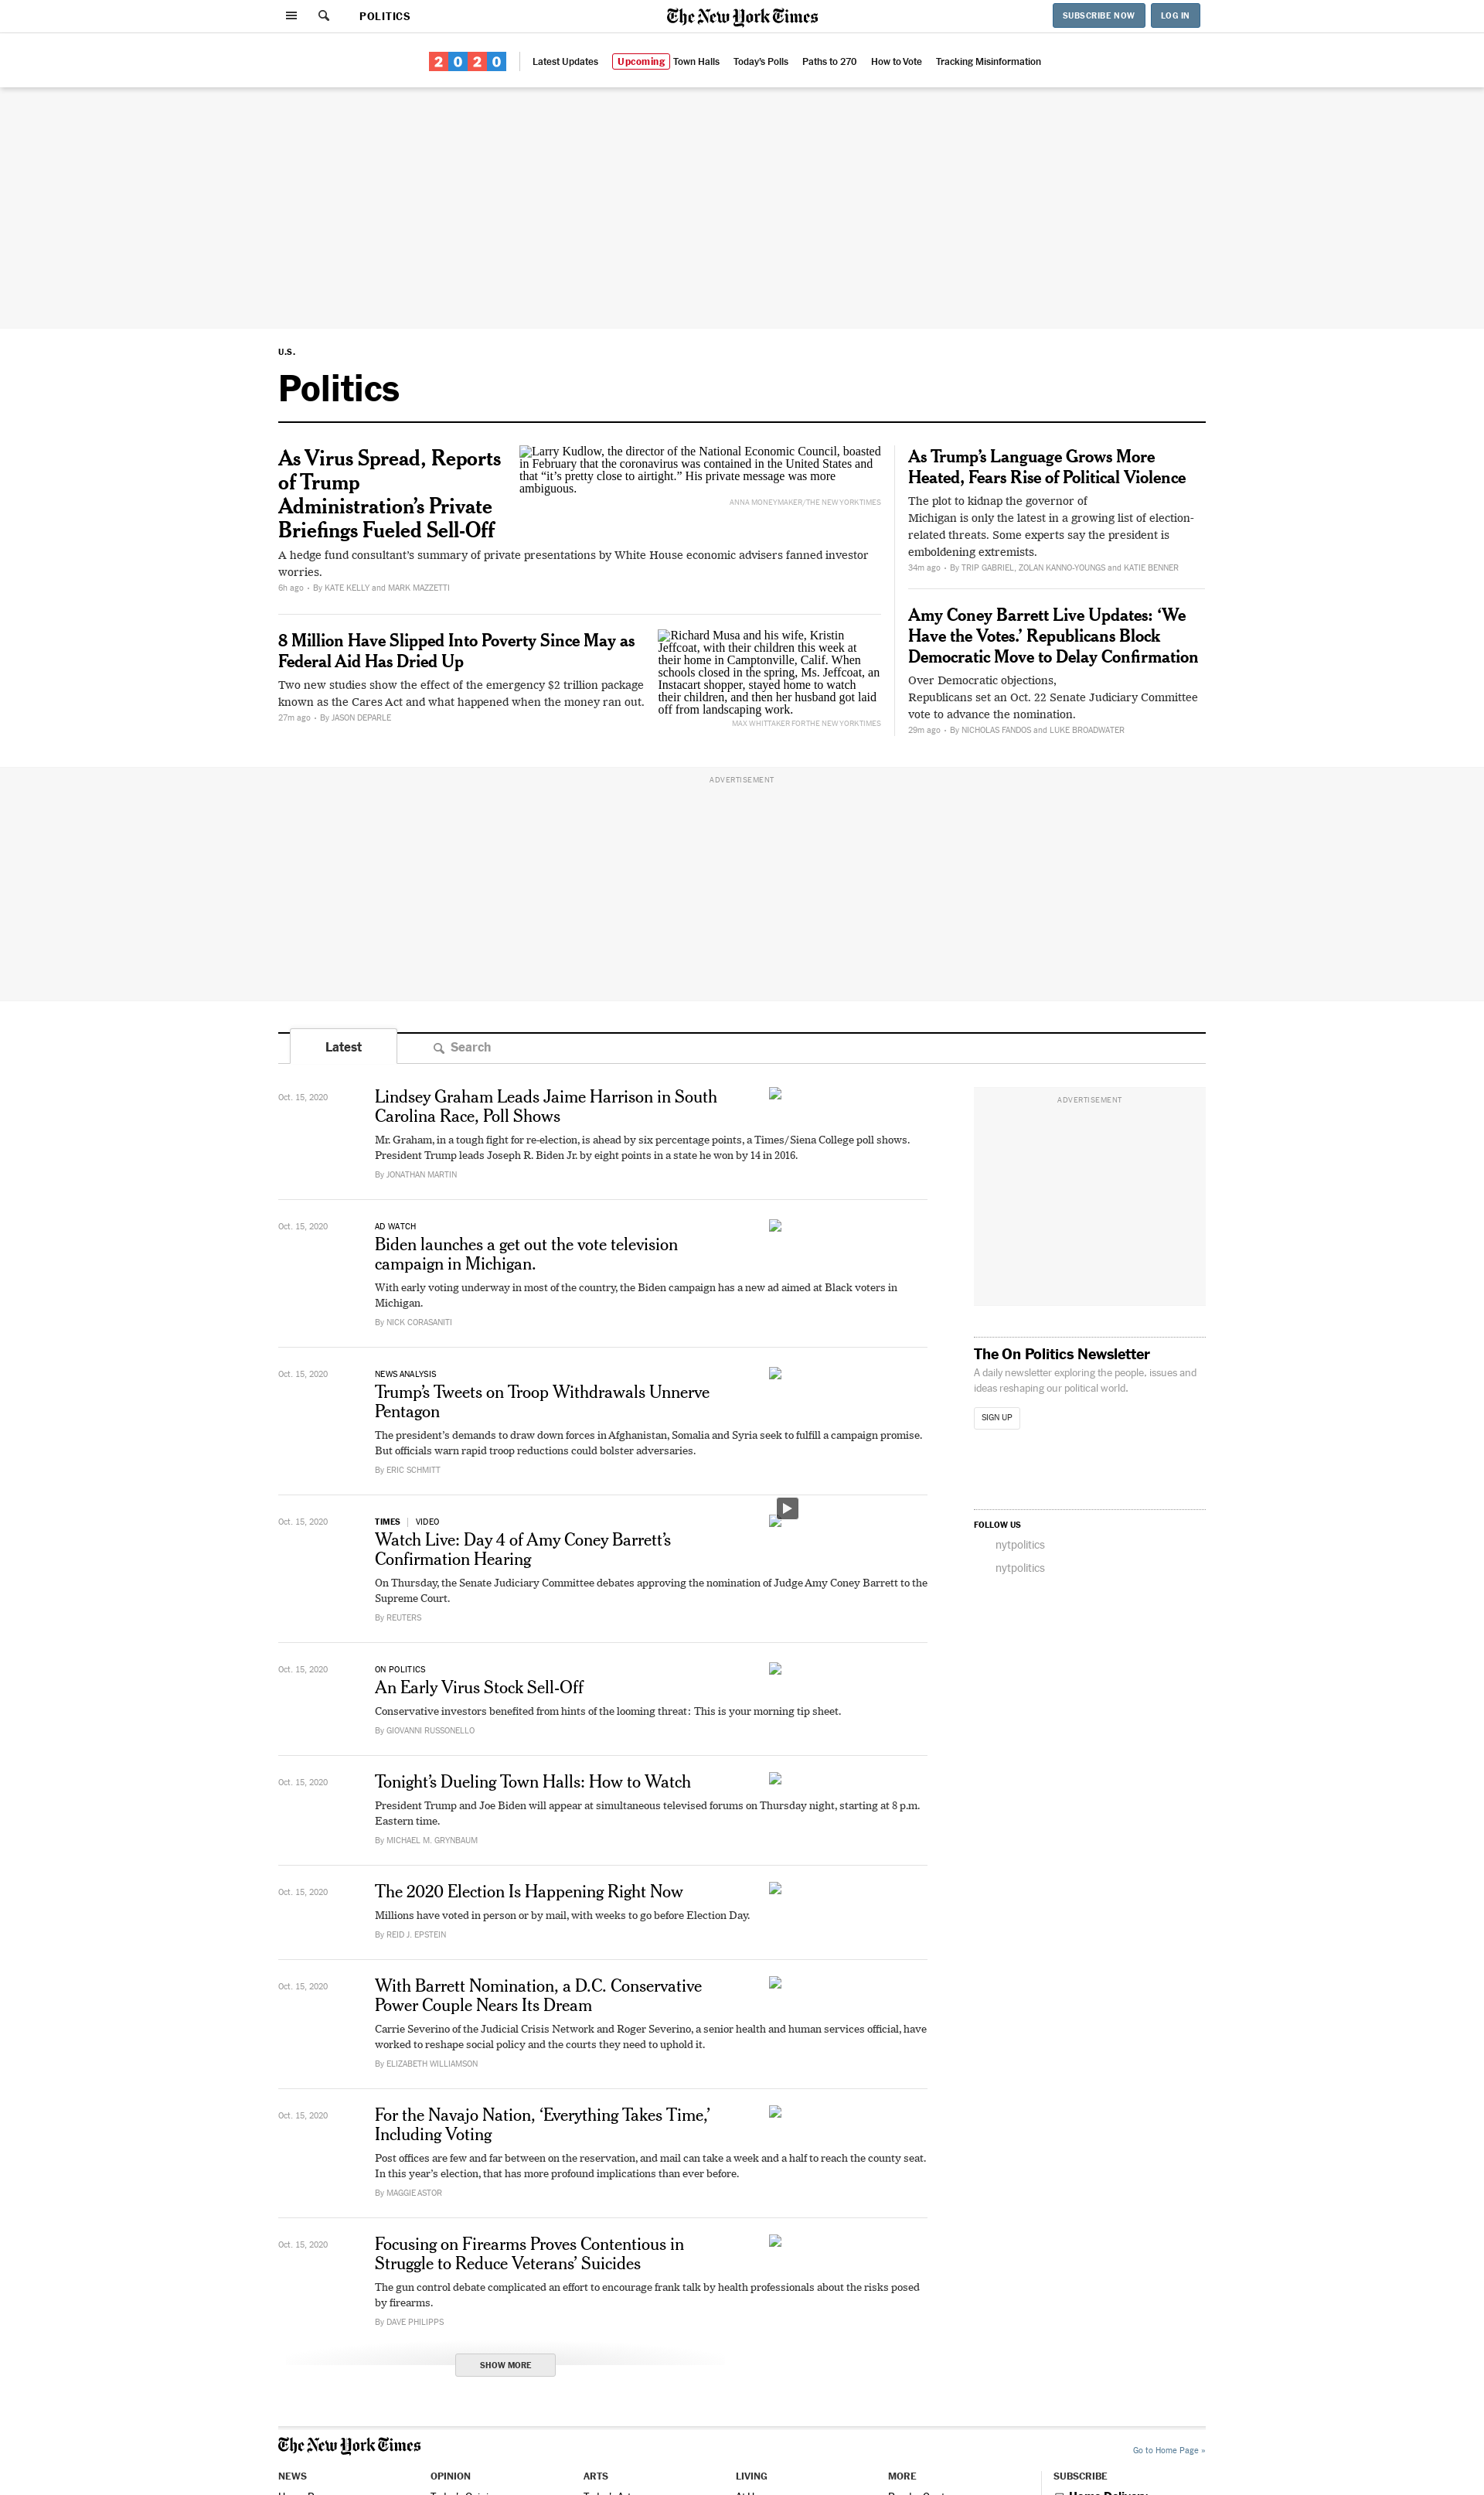 POLITICS
The New York Times
SUBSCRIBE NOW
LOG IN
2020
Latest Updates
Upcoming Town Halls
Today's Polls
Paths to 270
How to Vote
Tracking Misinformation
U.S.
Politics
As Virus Spread, Reports
of Trump
Administration’s Private
Briefings Fueled Sell-Off
Larry Kudlow, the director of the National Economic Council, boasted
in February that the coronavirus was contained in the United States and
that “it’s pretty close to airtight.” His private message was more
ambiguous.
ANNA MONEYMAKER/THE NEW YORK TIMES
A hedge fund consultant’s summary of private presentations by White House economic advisers fanned investor
worries.
6h ago • By KATE KELLY and MARK MAZZETTI
8 Million Have Slipped Into Poverty Since May as
Federal Aid Has Dried Up
Two new studies show the effect of the emergency $2 trillion package
known as the Cares Act and what happened when the money ran out.
27m ago • By JASON DEPARLE
Richard Musa and his wife, Kristin
Jeffcoat, with their children this week at
their home in Camptonville, Calif. When
schools closed in the spring, Ms. Jeffcoat, an
Instacart shopper, stayed home to watch
their children, and then her husband got laid
off from landscaping work.
MAX WHITTAKER FOR THE NEW YORK TIMES
As Trump’s Language Grows More
Heated, Fears Rise of Political Violence
The plot to kidnap the governor of
Michigan is only the latest in a growing list of election-
related threats. Some experts say the president is
emboldening extremists.
34m ago • By TRIP GABRIEL, ZOLAN KANNO-YOUNGS and KATIE BENNER
Amy Coney Barrett Live Updates: ‘We
Have the Votes.’ Republicans Block
Democratic Move to Delay Confirmation
Over Democratic objections,
Republicans set an Oct. 22 Senate Judiciary Committee
vote to advance the nomination.
29m ago • By NICHOLAS FANDOS and LUKE BROADWATER
ADVERTISEMENT
Latest
Search
Oct. 15, 2020
Lindsey Graham Leads Jaime Harrison in South
Carolina Race, Poll Shows
Mr. Graham, in a tough fight for re-election, is ahead by six percentage points, a Times/Siena College poll shows.
President Trump leads Joseph R. Biden Jr. by eight points in a state he won by 14 in 2016.
By JONATHAN MARTIN
Oct. 15, 2020
AD WATCH
Biden launches a get out the vote television
campaign in Michigan.
With early voting underway in most of the country, the Biden campaign has a new ad aimed at Black voters in
Michigan.
By NICK CORASANITI
Oct. 15, 2020
NEWS ANALYSIS
Trump’s Tweets on Troop Withdrawals Unnerve
Pentagon
The president’s demands to draw down forces in Afghanistan, Somalia and Syria seek to fulfill a campaign promise.
But officials warn rapid troop reductions could bolster adversaries.
By ERIC SCHMITT
Oct. 15, 2020
TIMES | VIDEO
Watch Live: Day 4 of Amy Coney Barrett’s
Confirmation Hearing
On Thursday, the Senate Judiciary Committee debates approving the nomination of Judge Amy Coney Barrett to the
Supreme Court.
By REUTERS
Oct. 15, 2020
ON POLITICS
An Early Virus Stock Sell-Off
Conservative investors benefited from hints of the looming threat: This is your morning tip sheet.
By GIOVANNI RUSSONELLO
Oct. 15, 2020
Tonight’s Dueling Town Halls: How to Watch
President Trump and Joe Biden will appear at simultaneous televised forums on Thursday night, starting at 8 p.m.
Eastern time.
By MICHAEL M. GRYNBAUM
Oct. 15, 2020
The 2020 Election Is Happening Right Now
Millions have voted in person or by mail, with weeks to go before Election Day.
By REID J. EPSTEIN
Oct. 15, 2020
With Barrett Nomination, a D.C. Conservative
Power Couple Nears Its Dream
Carrie Severino of the Judicial Crisis Network and Roger Severino, a senior health and human services official, have
worked to reshape social policy and the courts they need to uphold it.
By ELIZABETH WILLIAMSON
Oct. 15, 2020
For the Navajo Nation, ‘Everything Takes Time,’
Including Voting
Post offices are few and far between on the reservation, and mail can take a week and a half to reach the county seat.
In this year’s election, that has more profound implications than ever before.
By MAGGIE ASTOR
Oct. 15, 2020
Focusing on Firearms Proves Contentious in
Struggle to Reduce Veterans’ Suicides
The gun control debate complicated an effort to encourage frank talk by health professionals about the risks posed
by firearms.
By DAVE PHILIPPS
SHOW MORE
ADVERTISEMENT
The On Politics Newsletter
A daily newsletter exploring the people, issues and
ideas reshaping our political world.
SIGN UP
FOLLOW US
nytpolitics
nytpolitics
The New York Times
Go to Home Page »
NEWS
OPINION
ARTS
LIVING
MORE
SUBSCRIBE